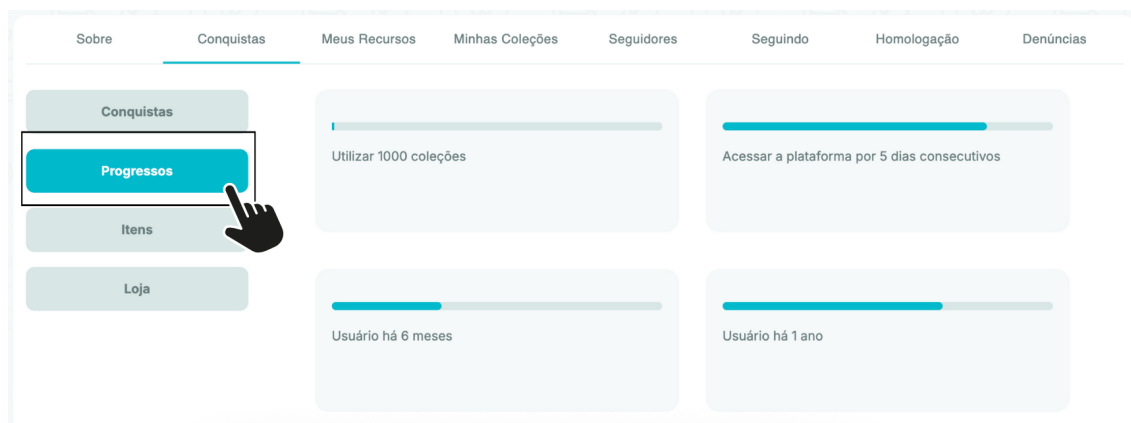 Sobre Conquistas Meus Recursos Minhas Coleções Seguidores Seguindo Homologação Denúncias
Conquistas
Progressos
Itens
Loja
Utilizar 1000 coleções
Acessar a plataforma por 5 dias consecutivos
Usuário há 6 meses
Usuário há 1 ano